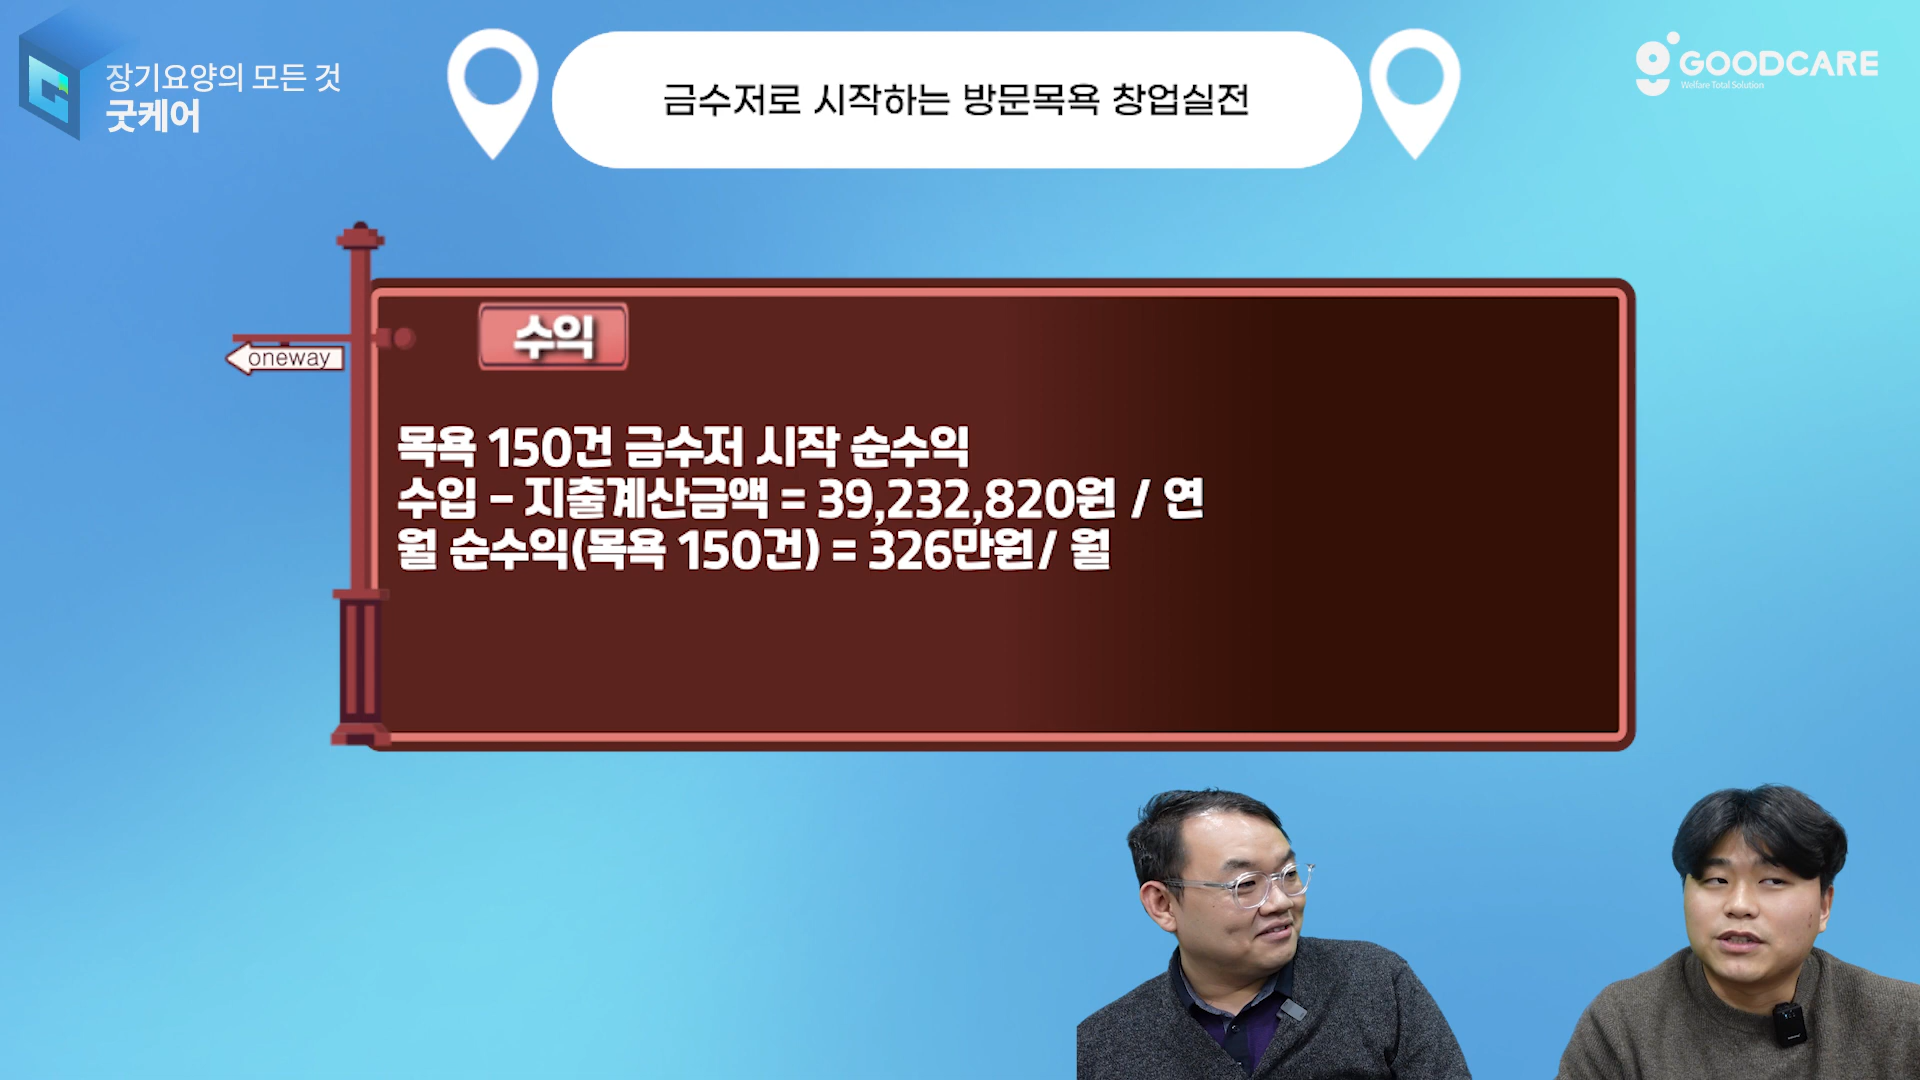 장기요양의 모든 것
굿케어
금수저로 시작하는 방문목욕 창업실전
GOODCARE
Welfare Total Solution
oneway
수익
목욕 150건 금수저 시작 순수익
수입 - 지출계산금액 = 39,232,820원 / 연
월 순수익(목욕 150건) = 326만원/ 월